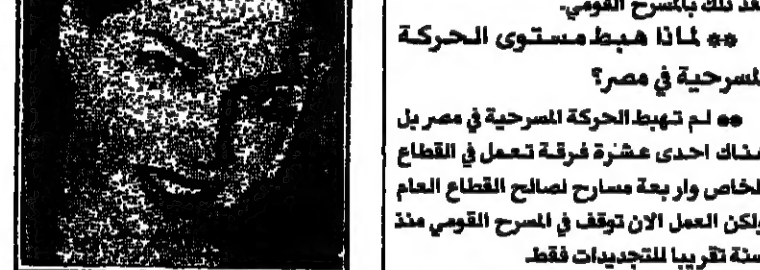 بعد ذلك بالمسرح القومي.
** لماذا هبط مستوى الحركة
المسرحية في مصر؟
** لم تهبط الحركة المسرحية في مصر بل
هناك احدى عشرة فرقة تعمل في القطاع
الخاص واربعة مسارح لصالح القطاع العام
ولكن العمل الان توقف في المسرح القومي منذ
سنة تقريبا للتجديدات فقط.